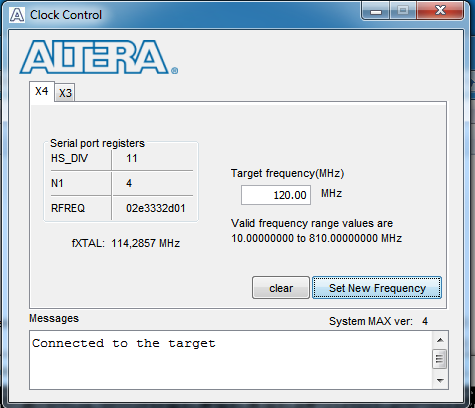 Clock Control
ALTERA®
X4 X3
Serial port registers
HS_DIV 11
N1 4
RFREQ 02e3332d01
fXTAL: 114,2857 MHz
Target frequency(MHz)
120.00 MHz
Valid frequency range values are
10.00000000 to 810.00000000 MHz
clear Set New Frequency
Messages System MAX ver: 4
Connected to the target